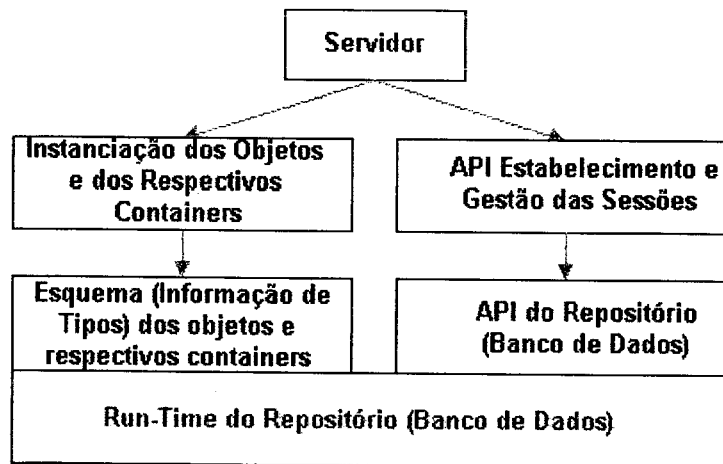 Servidor
Instanciação dos Objetos
e dos Respectivos
Containers
API Estabelecimento e
Gestão das Sessões
Esquema (Informação de
Tipos) dos objetos e
respectivos containers
API do Repositório
(Banco de Dados)
Run-Time do Repositório (Banco de Dados)